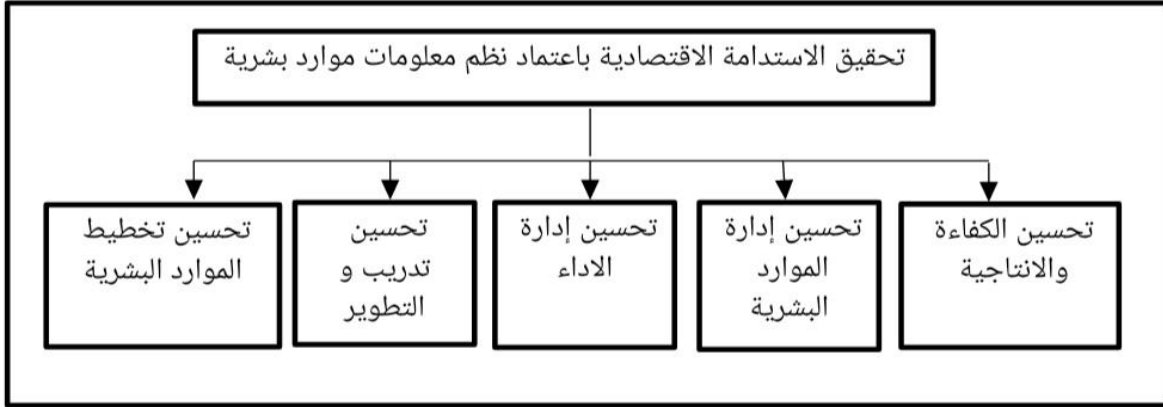 تحقيق الاستدامة الاقتصادية باعتماد نظم معلومات موارد بشرية
تحسين الكفاءة
والانتاجية
تحسين إدارة
الموارد
البشرية
تحسين إدارة
الاداء
تحسين
تدريب و
التطوير
تحسين تخطيط
الموارد البشرية